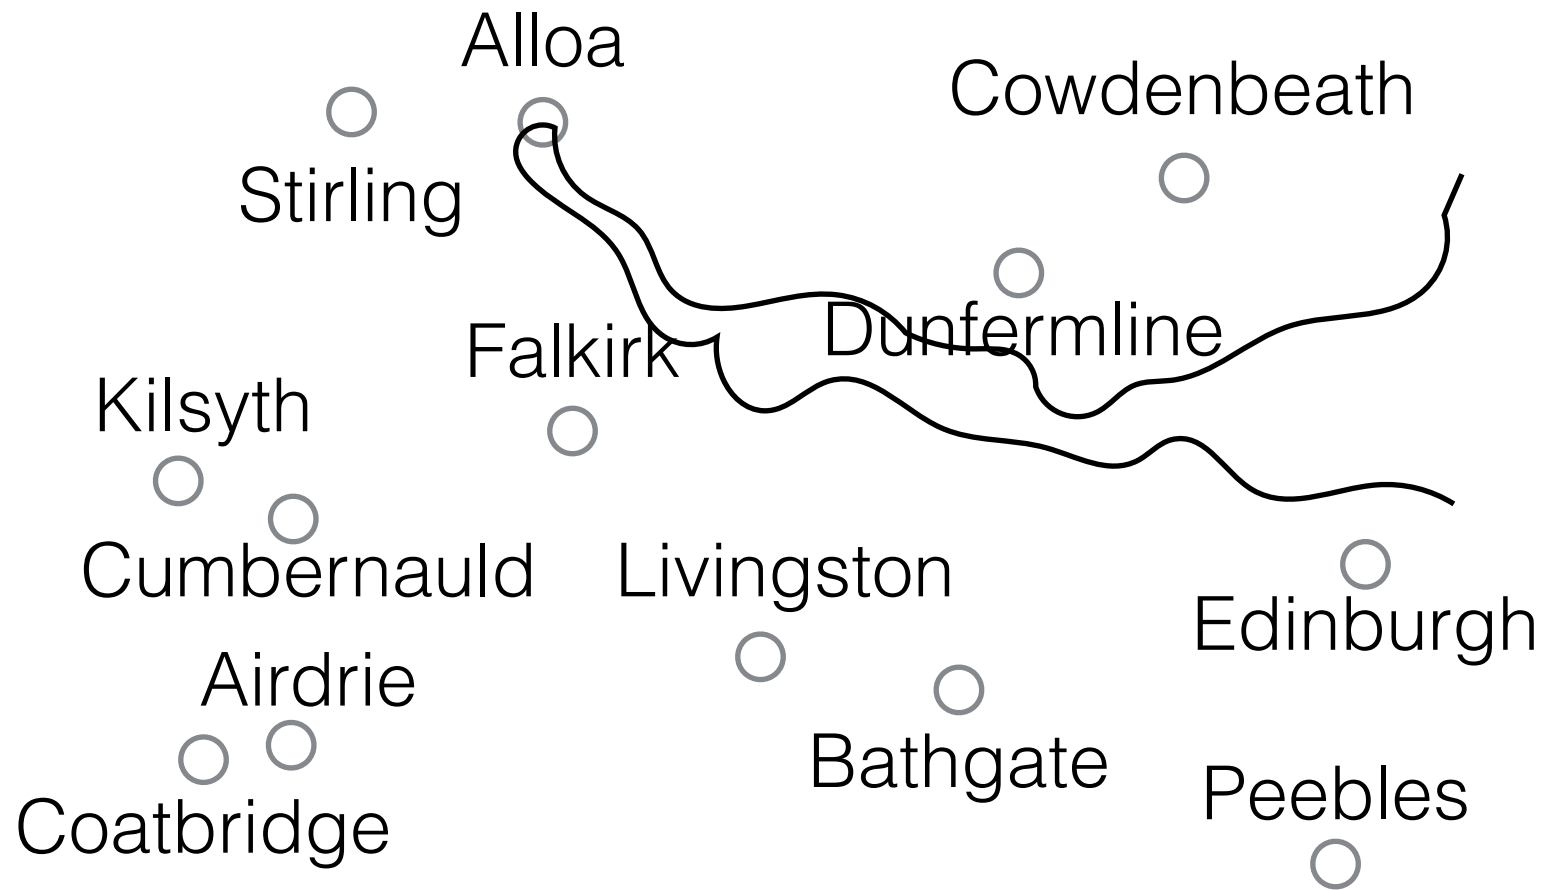 Alloa
Cowdenbeath
Stirling
Dunfermline
Falkirk
Kilsyth
Cumbernauld
Livingston
Edinburgh
Airdrie
Bathgate
Peebles
Coatbridge